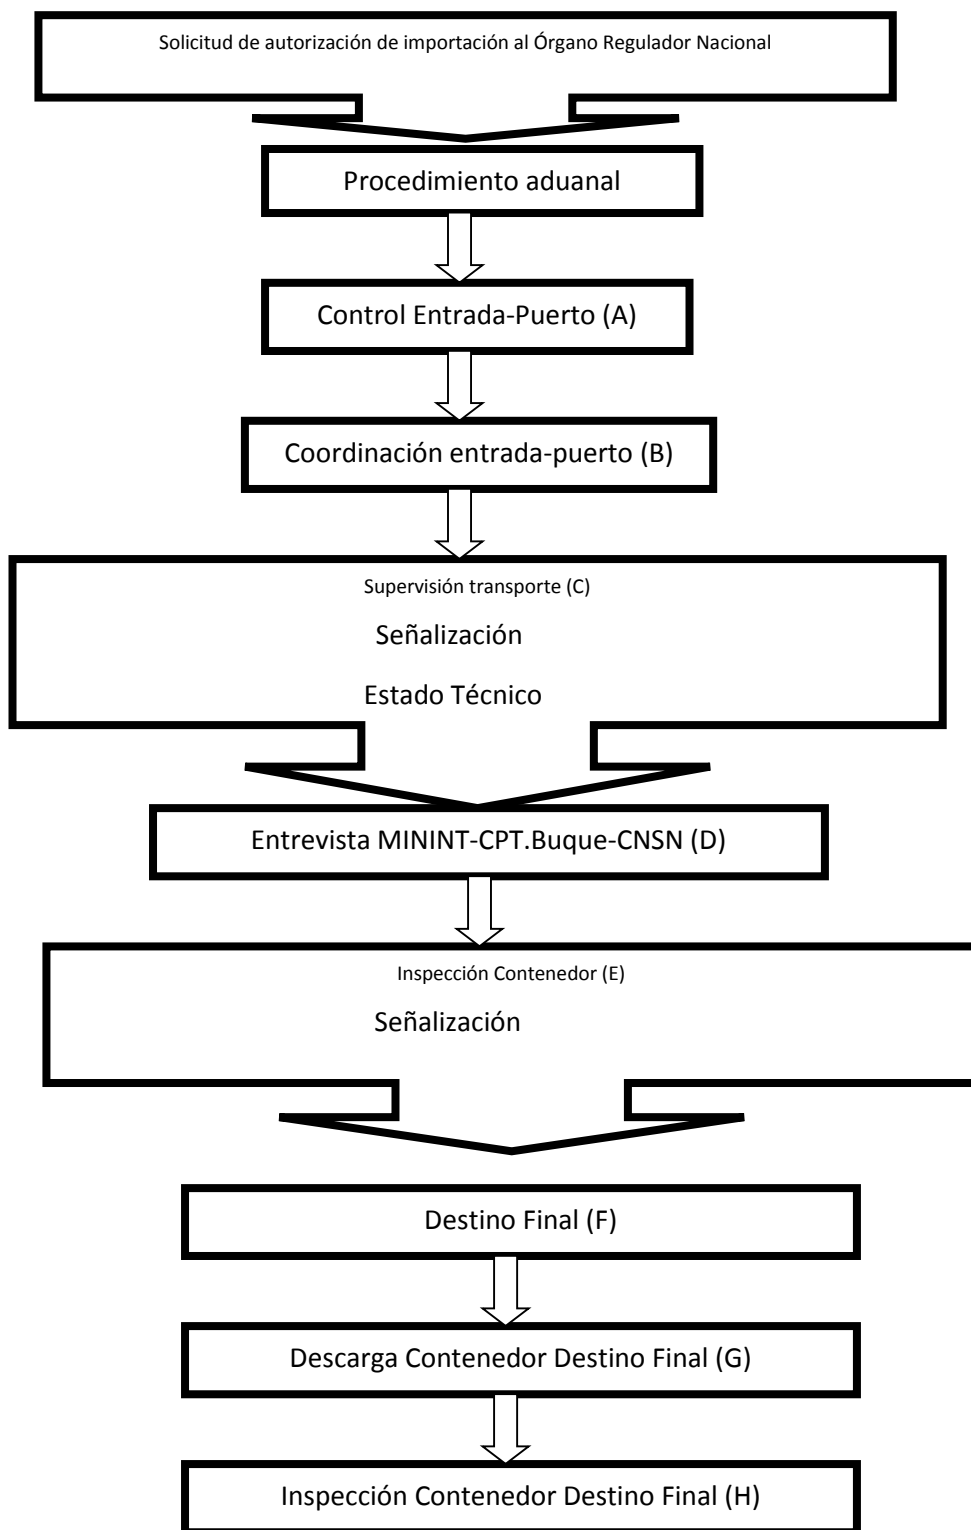 Solicitud de autorización de importación al Órgano Regulador Nacional
Procedimiento aduanal
Control Entrada-Puerto (A)
Coordinación entrada-puerto (B)
Supervisión transporte (C)
Señalización
Estado Técnico
Entrevista MININT-CPT.Buque-CNSN (D)
Inspección Contenedor (E)
Señalización
Destino Final (F)
Descarga Contenedor Destino Final (G)
Inspección Contenedor Destino Final (H)